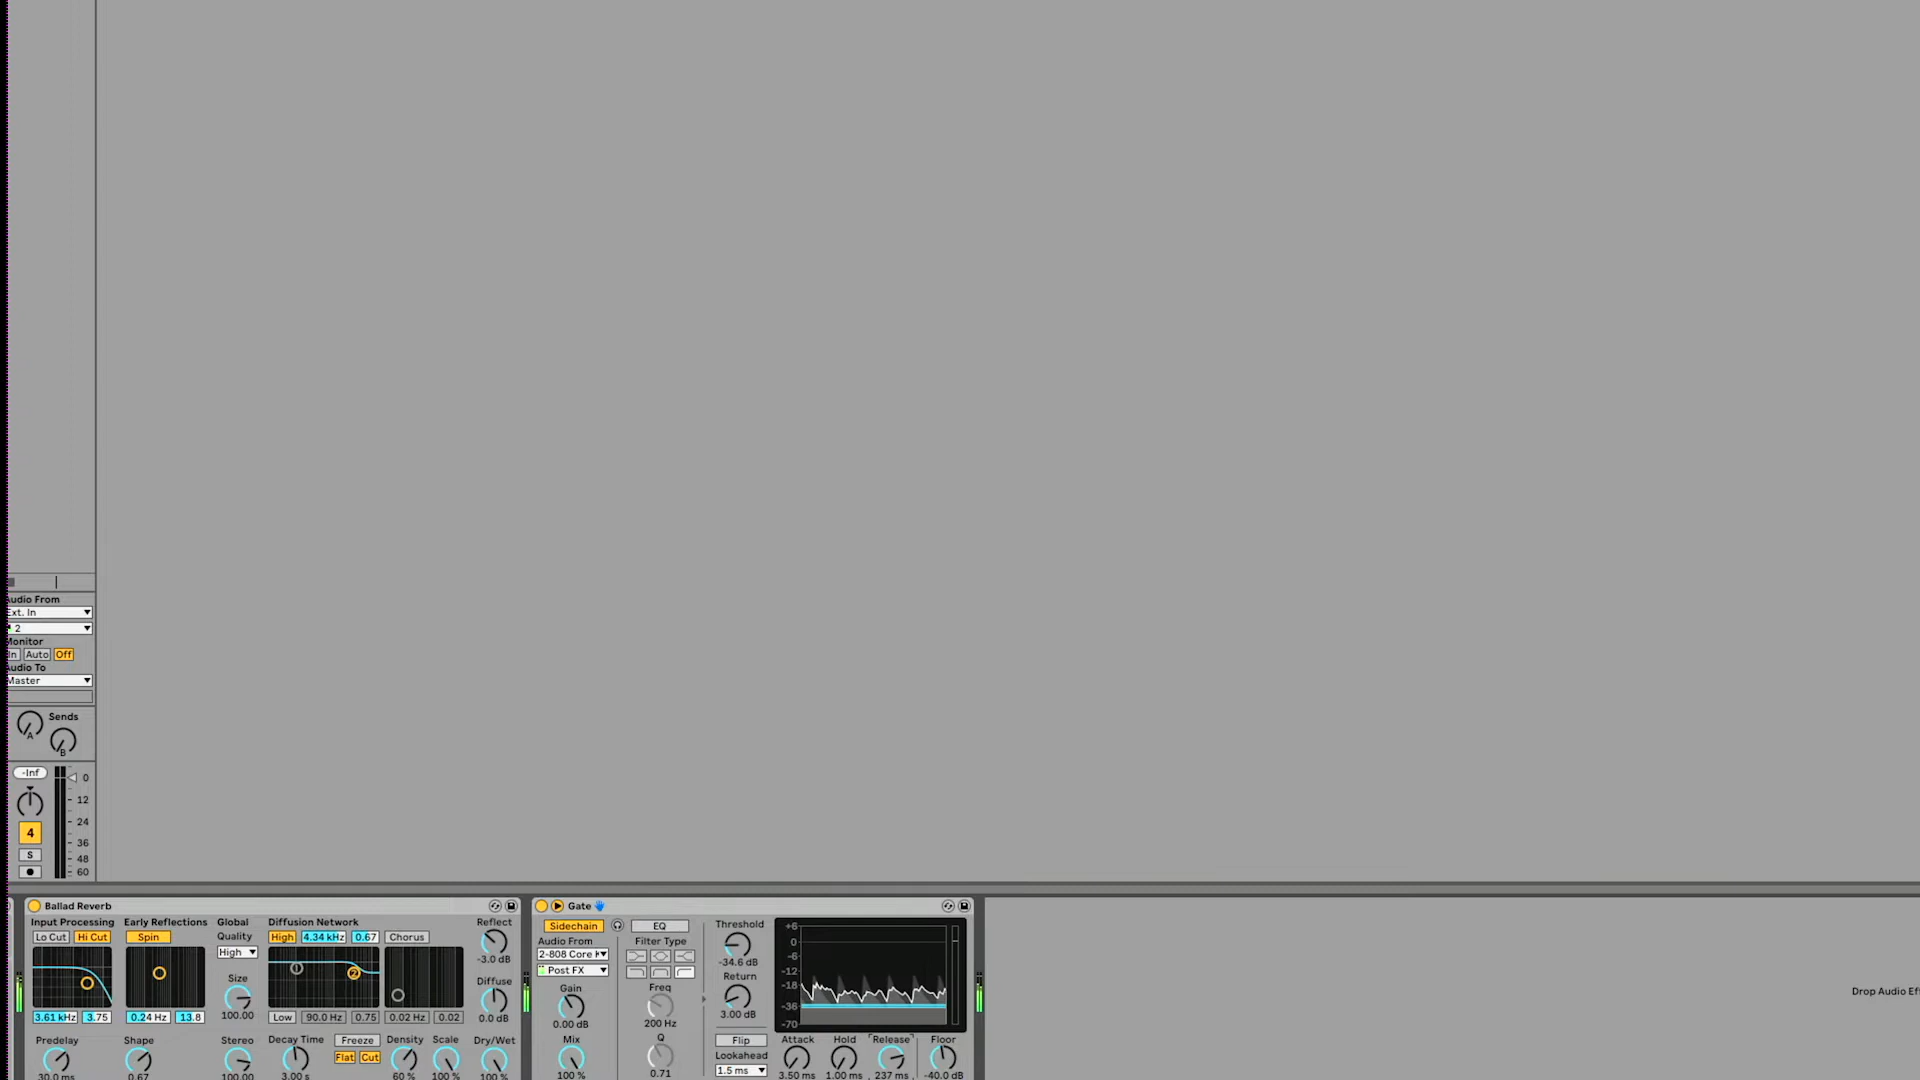 Audio From
Ext. In
2
Monitor
In Auto Off
Audio To
Master
Sends
A
B
-Inf
0
12
24
36
48
60
4
S
Ballad Reverb
Input Processing
Lo Cut Hi Cut
3.61 kHz 3.75
Predelay
30.0 ms
Early Reflections
Spin
0.24 Hz 13.8
Shape
0.67
Global
Quality
High
Size
100.00
Stereo
100.00
Diffusion Network
High 4.34 kHz 0.67 Chorus
1
2
Low 90.0 Hz 0.75 0.02 Hz 0.02
Decay Time
3.00 s
Freeze
Flat Cut
Density
60 %
Scale
100 %
Reflect
-3.0 dB
Diffuse
0.0 dB
Dry/Wet
100 %
Gate
Sidechain
Audio From
2-808 Core K
Post FX
Gain
0.00 dB
Mix
100 %
EQ
Filter Type
Freq
200 Hz
Q
0.71
Threshold
-34.6 dB
Return
3.00 dB
Flip
Lookahead
1.5 ms
+6
0
-6
-12
-18
-36
-70
Attack
3.50 ms
Hold
1.00 ms
Release
237 ms
Floor
-40.0 dB
Drop Audio Ef